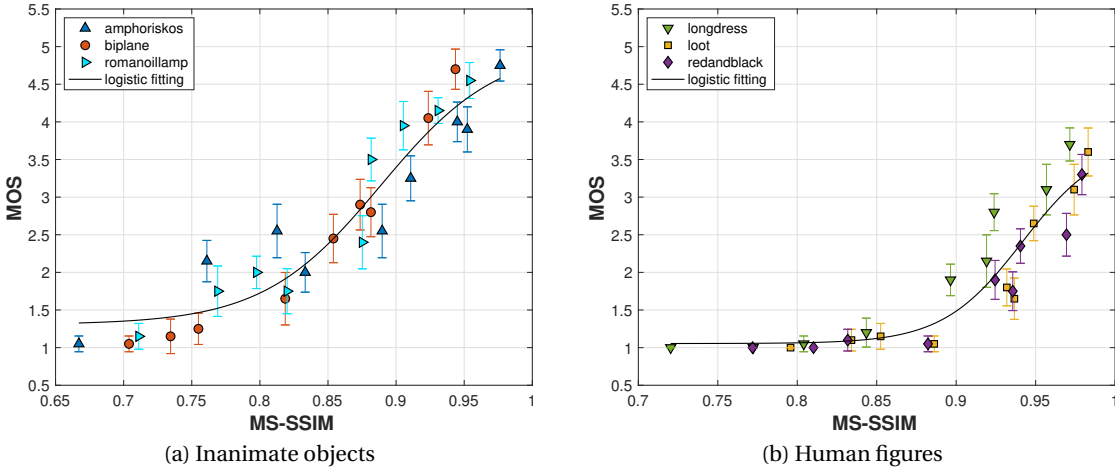 5.5
5
4.5
4
3.5
3
2.5
2
1.5
1
0.5
MOS
amphoriskos
biplane
romanoillamp
logistic fitting
0.65 0.7 0.75 0.8 0.85 0.9 0.95 1
MS-SSIM
(a) Inanimate objects
5.5
5
4.5
4
3.5
3
2.5
2
1.5
1
0.5
MOS
longdress
loot
redandblack
logistic fitting
0.7 0.75 0.8 0.85 0.9 0.95 1
MS-SSIM
(b) Human figures